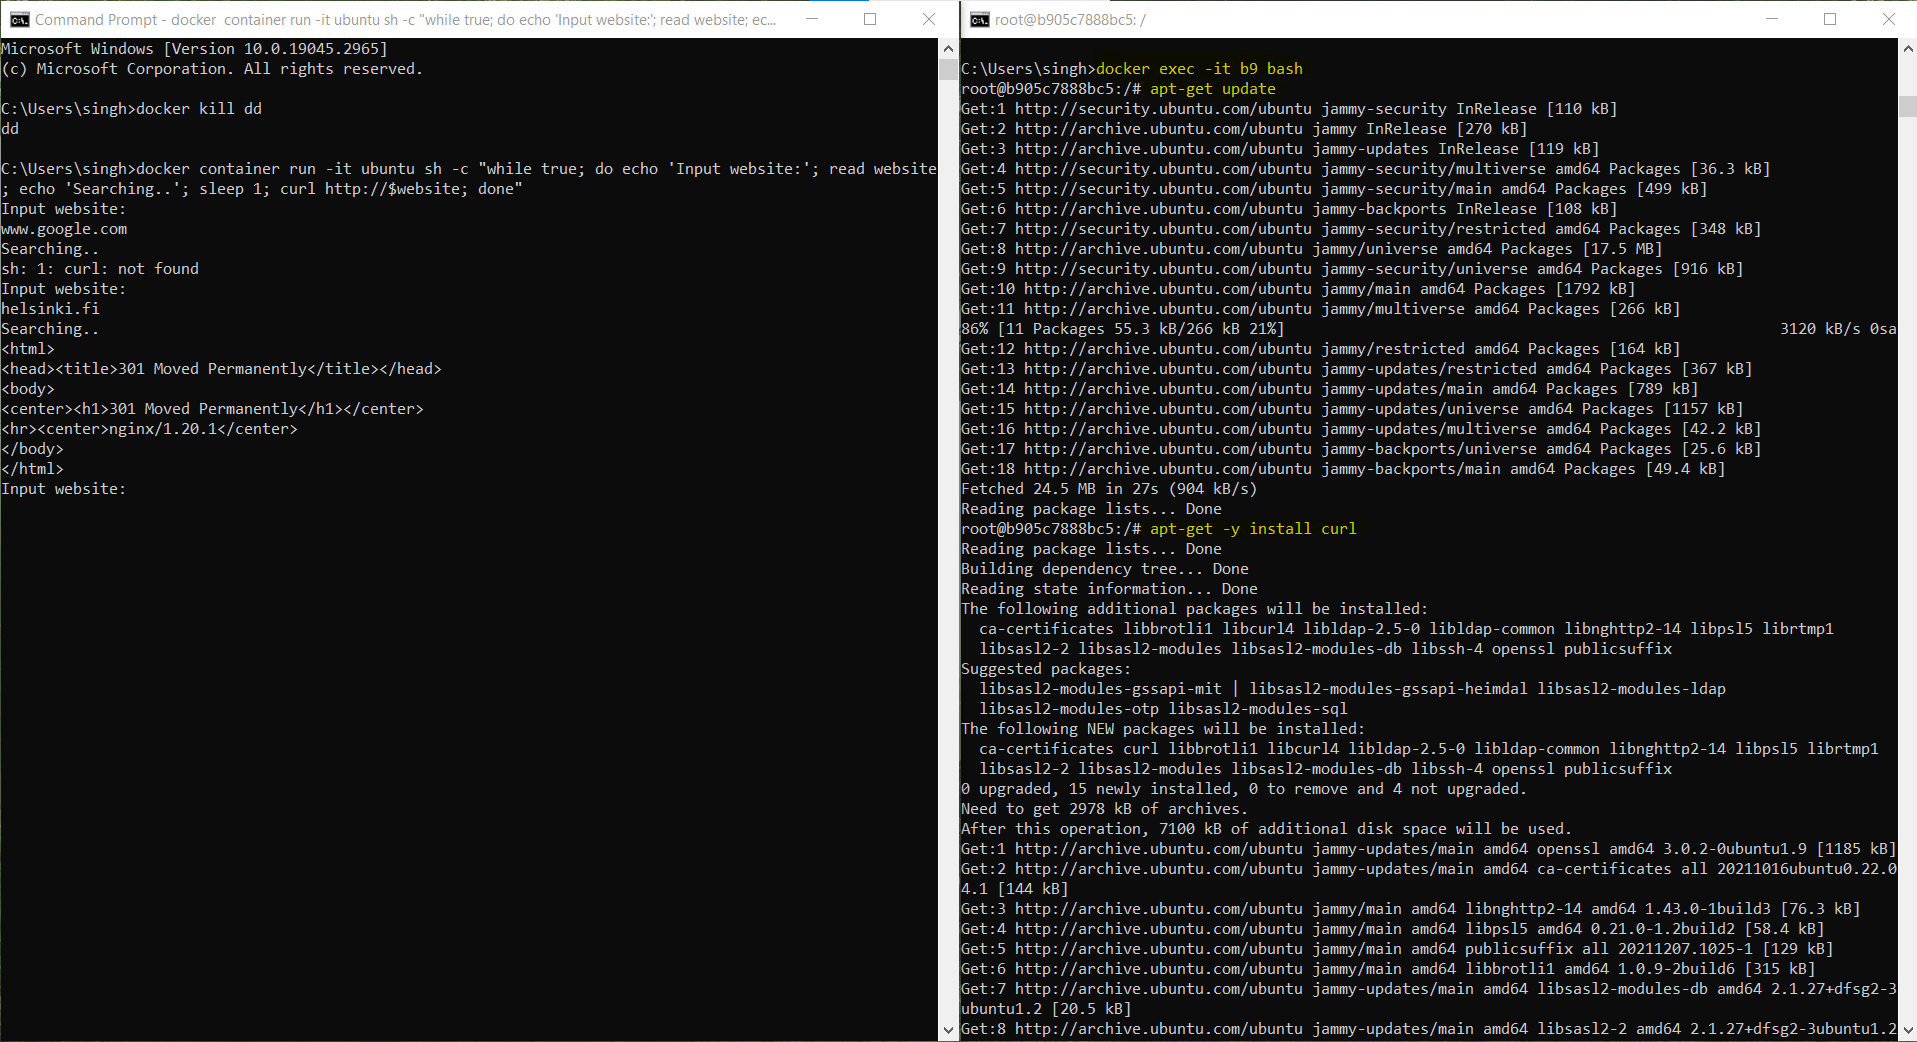 Command Prompt - docker  container run -it ubuntu sh -c "while true; do echo 'Input website:'; read website; ec...
Microsoft Windows [Version 10.0.19045.2965]
(c) Microsoft Corporation. All rights reserved.
C:\Users\singh>docker kill dd
dd
C:\Users\singh>docker container run -it ubuntu sh -c "while true; do echo 'Input website:'; read website
; echo 'Searching..'; sleep 1; curl http://$website; done"
Input website:
www.google.com
Searching..
sh: 1: curl: not found
Input website:
helsinki.fi
Searching..
<html>
<head><title>301 Moved Permanently</title></head>
<body>
<center><h1>301 Moved Permanently</h1></center>
<hr><center>nginx/1.20.1</center>
</body>
</html>
Input website:
root@b905c7888bc5: /
C:\Users\singh>docker exec -it b9 bash
root@b905c7888bc5:/# apt-get update
Get:1 http://security.ubuntu.com/ubuntu jammy-security InRelease [110 kB]
Get:2 http://archive.ubuntu.com/ubuntu jammy InRelease [270 kB]
Get:3 http://archive.ubuntu.com/ubuntu jammy-updates InRelease [119 kB]
Get:4 http://security.ubuntu.com/ubuntu jammy-security/multiverse amd64 Packages [36.3 kB]
Get:5 http://security.ubuntu.com/ubuntu jammy-security/main amd64 Packages [499 kB]
Get:6 http://archive.ubuntu.com/ubuntu jammy-backports InRelease [108 kB]
Get:7 http://security.ubuntu.com/ubuntu jammy-security/restricted amd64 Packages [348 kB]
Get:8 http://archive.ubuntu.com/ubuntu jammy/universe amd64 Packages [17.5 MB]
Get:9 http://security.ubuntu.com/ubuntu jammy-security/universe amd64 Packages [916 kB]
Get:10 http://archive.ubuntu.com/ubuntu jammy/main amd64 Packages [1792 kB]
Get:11 http://archive.ubuntu.com/ubuntu jammy/multiverse amd64 Packages [266 kB]
86% [11 Packages 55.3 kB/266 kB 21%] 3120 kB/s 0sa
Get:12 http://archive.ubuntu.com/ubuntu jammy/restricted amd64 Packages [164 kB]
Get:13 http://archive.ubuntu.com/ubuntu jammy-updates/restricted amd64 Packages [367 kB]
Get:14 http://archive.ubuntu.com/ubuntu jammy-updates/main amd64 Packages [789 kB]
Get:15 http://archive.ubuntu.com/ubuntu jammy-updates/universe amd64 Packages [1157 kB]
Get:16 http://archive.ubuntu.com/ubuntu jammy-updates/multiverse amd64 Packages [42.2 kB]
Get:17 http://archive.ubuntu.com/ubuntu jammy-backports/universe amd64 Packages [25.6 kB]
Get:18 http://archive.ubuntu.com/ubuntu jammy-backports/main amd64 Packages [49.4 kB]
Fetched 24.5 MB in 27s (904 kB/s)
Reading package lists... Done
root@b905c7888bc5:/# apt-get -y install curl
Reading package lists... Done
Building dependency tree... Done
Reading state information... Done
The following additional packages will be installed:
  ca-certificates libbrotli1 libcurl4 libldap-2.5-0 libldap-common libnghttp2-14 libpsl5 librtmp1
  libsasl2-2 libsasl2-modules libsasl2-modules-db libssh-4 openssl publicsuffix
Suggested packages:
  libsasl2-modules-gssapi-mit | libsasl2-modules-gssapi-heimdal libsasl2-modules-ldap
  libsasl2-modules-otp libsasl2-modules-sql
The following NEW packages will be installed:
  ca-certificates curl libbrotli1 libcurl4 libldap-2.5-0 libldap-common libnghttp2-14 libpsl5 librtmp1
  libsasl2-2 libsasl2-modules libsasl2-modules-db libssh-4 openssl publicsuffix
0 upgraded, 15 newly installed, 0 to remove and 4 not upgraded.
Need to get 2978 kB of archives.
After this operation, 7100 kB of additional disk space will be used.
Get:1 http://archive.ubuntu.com/ubuntu jammy-updates/main amd64 openssl amd64 3.0.2-0ubuntu1.9 [1185 kB]
Get:2 http://archive.ubuntu.com/ubuntu jammy-updates/main amd64 ca-certificates all 20211016ubuntu0.22.0
4.1 [144 kB]
Get:3 http://archive.ubuntu.com/ubuntu jammy/main amd64 libnghttp2-14 amd64 1.43.0-1build3 [76.3 kB]
Get:4 http://archive.ubuntu.com/ubuntu jammy/main amd64 libpsl5 amd64 0.21.0-1.2build2 [58.4 kB]
Get:5 http://archive.ubuntu.com/ubuntu jammy/main amd64 publicsuffix all 20211207.1025-1 [129 kB]
Get:6 http://archive.ubuntu.com/ubuntu jammy/main amd64 libbrotli1 amd64 1.0.9-2build6 [315 kB]
Get:7 http://archive.ubuntu.com/ubuntu jammy-updates/main amd64 libsasl2-modules-db amd64 2.1.27+dfsg2-3
ubuntu1.2 [20.5 kB]
Get:8 http://archive.ubuntu.com/ubuntu jammy-updates/main amd64 libsasl2-2 amd64 2.1.27+dfsg2-3ubuntu1.2